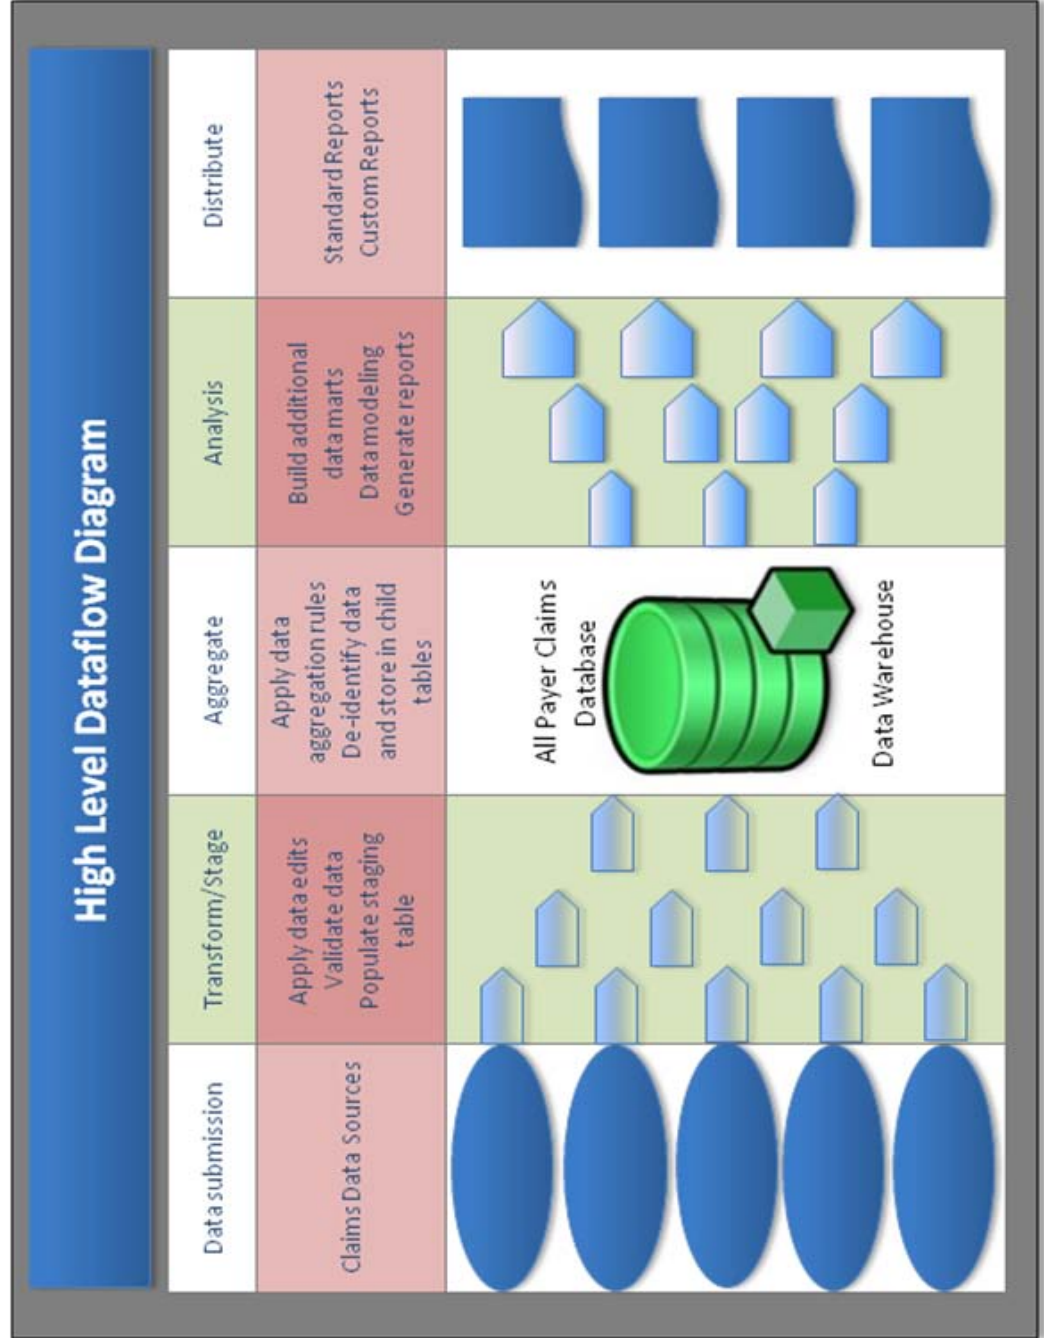 High Level Dataflow Diagram
Data submission
Transform/Stage
Aggregate
Analysis
Distribute
Claims Data Sources
Apply data edits
Validate data
Populate staging
table
Apply data
aggregation rules
De-identify data
and store in child
tables
Build additional
data marts
Data modeling
Generate reports
Standard Reports
Custom Reports
All Payer Claims
Database
Data Warehouse